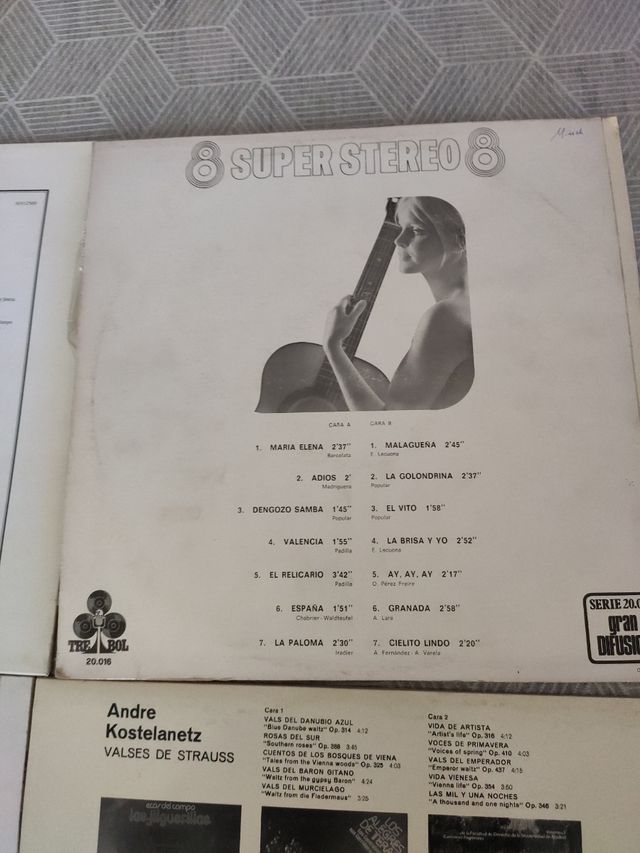 8 SUPER STEREO 8
CARA A
1. MARIA ELENA 2'37"
Barcelata
2. ADIOS 2'
Madriguera
3. DENGOZO SAMBA 1'45"
Popular
4. VALENCIA 1'55"
Padilla
5. EL RELICARIO 3'42"
Padilla
6. ESPAÑA 1'51"
Chabrier - Waldteufel
7. LA PALOMA 2'30"
Iradier
CARA B
1. MALAGUEÑA 2'45"
E. Lecuona
2. LA GOLONDRINA 2'37"
Popular
3. EL VITO 1'58"
Popular
4. LA BRISA Y YO 2'52"
E. Lecuona
5. AY, AY, AY 2'17"
O. Pérez Freire
6. GRANADA 2'58"
A. Lara
7. CIELITO LINDO 2'20"
A. Fernández - A. Varela
TREBOL
20.016
SERIE 20.0
gran
DIFUSIO
Andre
Kostelanetz
VALSES DE STRAUSS
Cara 1
VALS DEL DANUBIO AZUL
"Blue Danube waltz" Op. 314 4:12
ROSAS DEL SUR
"Southern roses" Op. 388 3:45
CUENTOS DE LOS BOSQUES DE VIENA
"Tales from the Vienna woods" Op. 325 4:03
VALS DEL BARON GITANO
"Waltz from the gypsy Baron" 4:24
VALS DEL MURCIELAGO
"Waltz from die Fledermaus" 3:25
Cara 2
VIDA DE ARTISTA
"Artist's life" Op. 316 4:12
VOCES DE PRIMAVERA
"Voices of spring" Op. 410 4:03
VALS DEL EMPERADOR
"Emperor waltz" Op. 437 4:15
VIDA VIENESA
"Vienna life" Op. 354 3:50
LAS MIL Y UNA NOCHES
"A thousand and one nights" Op. 346 3:21
ecos del campo
las jilguerillas
LOS